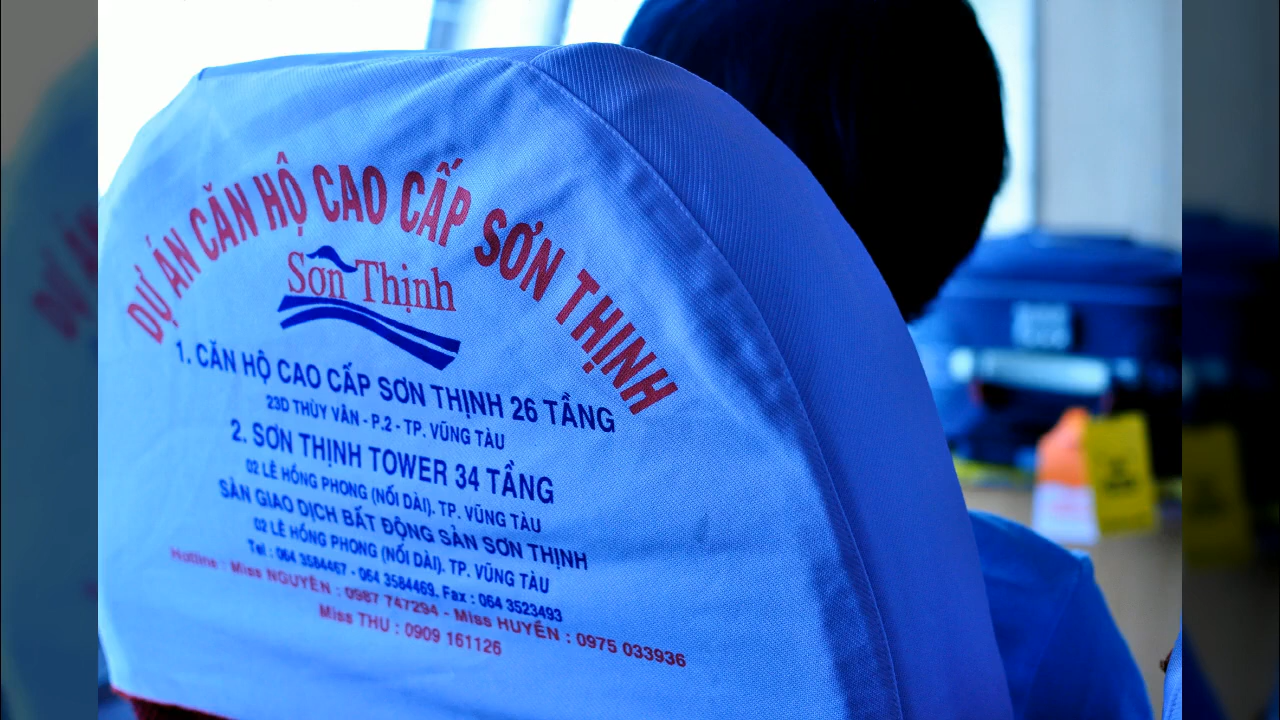 DỰ ÁN CĂN HỘ CAO CẤP SƠN THỊNH
Sơn Thịnh
1. CĂN HỘ CAO CẤP SƠN THỊNH 26 TẦNG
23D THÙY VÂN - P.2 - TP. VŨNG TÀU
2. SƠN THỊNH TOWER 34 TẦNG
02 LÊ HỒNG PHONG (NỐI DÀI). TP. VŨNG TÀU
SÀN GIAO DỊCH BẤT ĐỘNG SẢN SƠN THỊNH
02 LÊ HỒNG PHONG (NỐI DÀI). TP. VŨNG TÀU
Tel : 064 3584467 - 064 3584469, Fax : 064 3523493
Hotline : Miss NGUYÊN : 0987 747294 - Miss HUYỀN : 0975 033936
Miss THU : 0909 161126